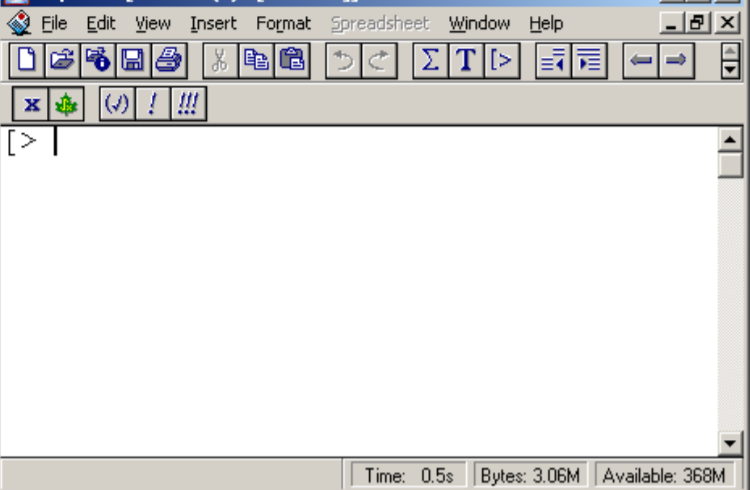 File Edit View Insert Format Spreadsheet Window Help
Σ T [>
x (√) ! !!!
[>
Time: 0.5s Bytes: 3.06M Available: 368M